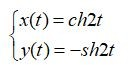 x(t) = ch2t
y(t) = -sh2t